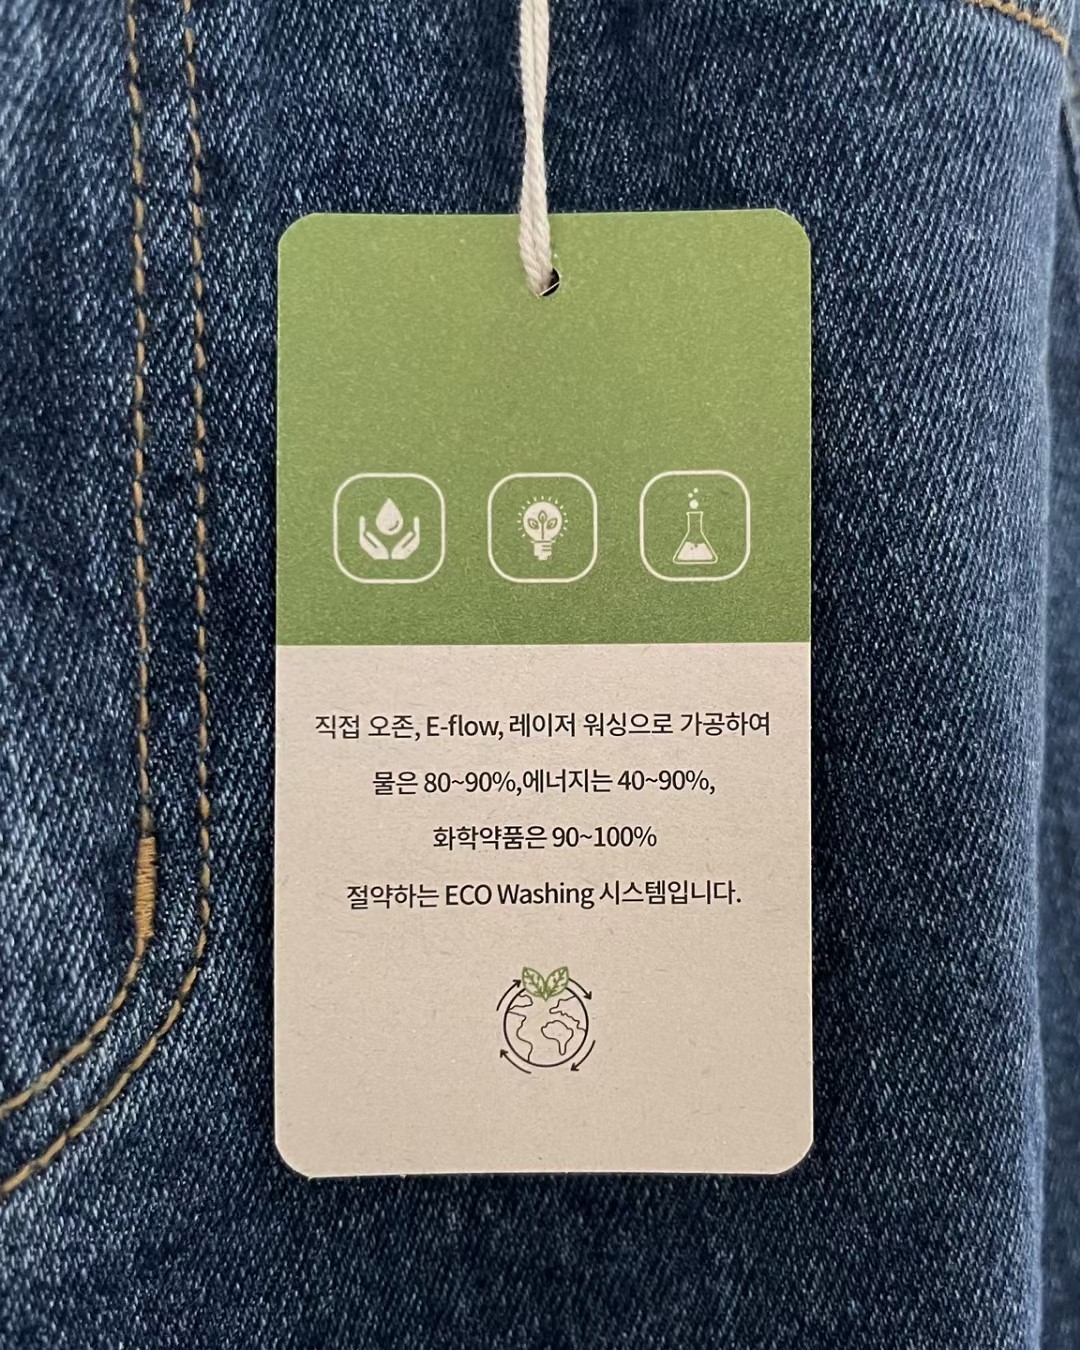 직접 오존, E-flow, 레이저 워싱으로 가공하여
물은 80~90%,에너지는 40~90%,
화학약품은 90~100%
절약하는 ECO Washing 시스템입니다.